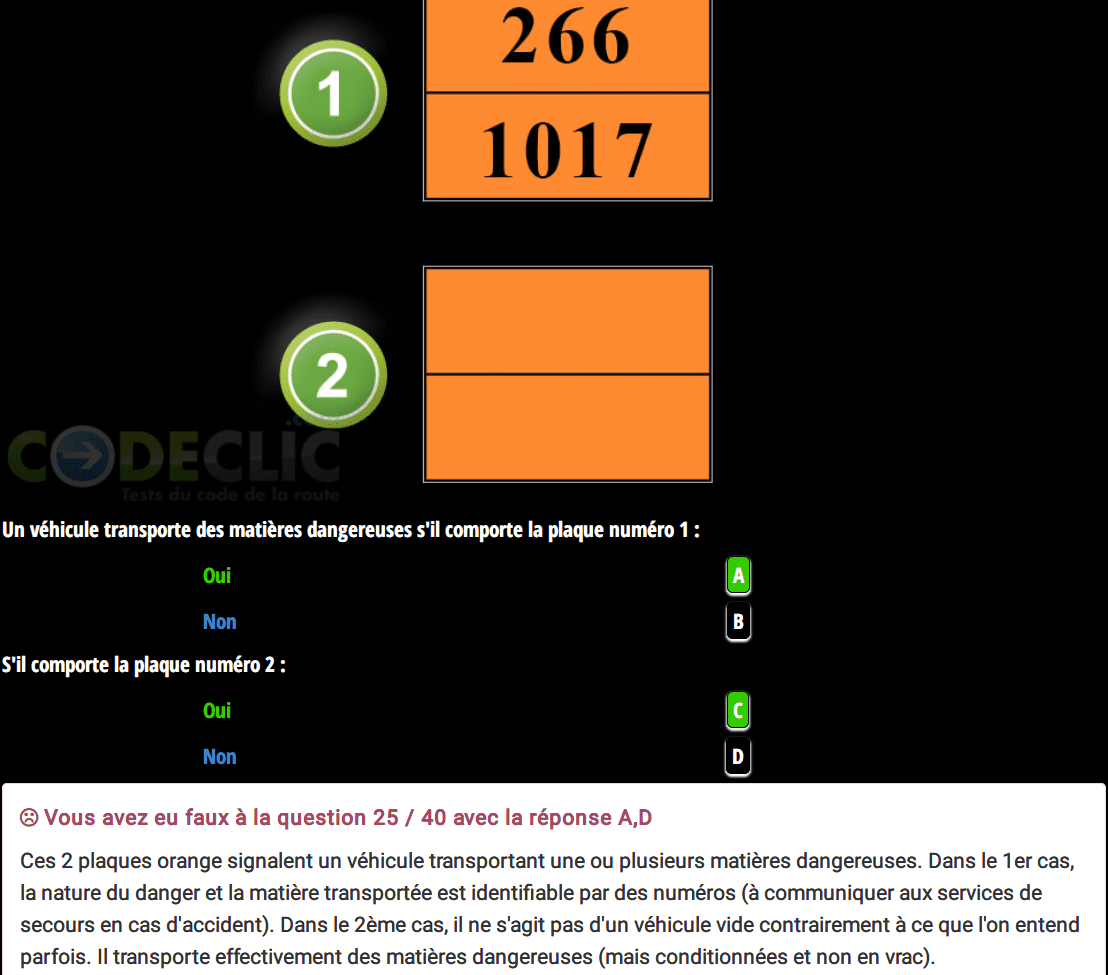 266
1
1017
2
CODECLIC
Tests du code de la route
Un véhicule transporte des matières dangereuses s'il comporte la plaque numéro 1 :
Oui A
Non B
S'il comporte la plaque numéro 2 :
Oui C
Non D
Vous avez eu faux à la question 25 / 40 avec la réponse A,D
Ces 2 plaques orange signalent un véhicule transportant une ou plusieurs matières dangereuses. Dans le 1er cas,
la nature du danger et la matière transportée est identifiable par des numéros (à communiquer aux services de
secours en cas d'accident). Dans le 2ème cas, il ne s'agit pas d'un véhicule vide contrairement à ce que l'on entend
parfois. Il transporte effectivement des matières dangereuses (mais conditionnées et non en vrac).